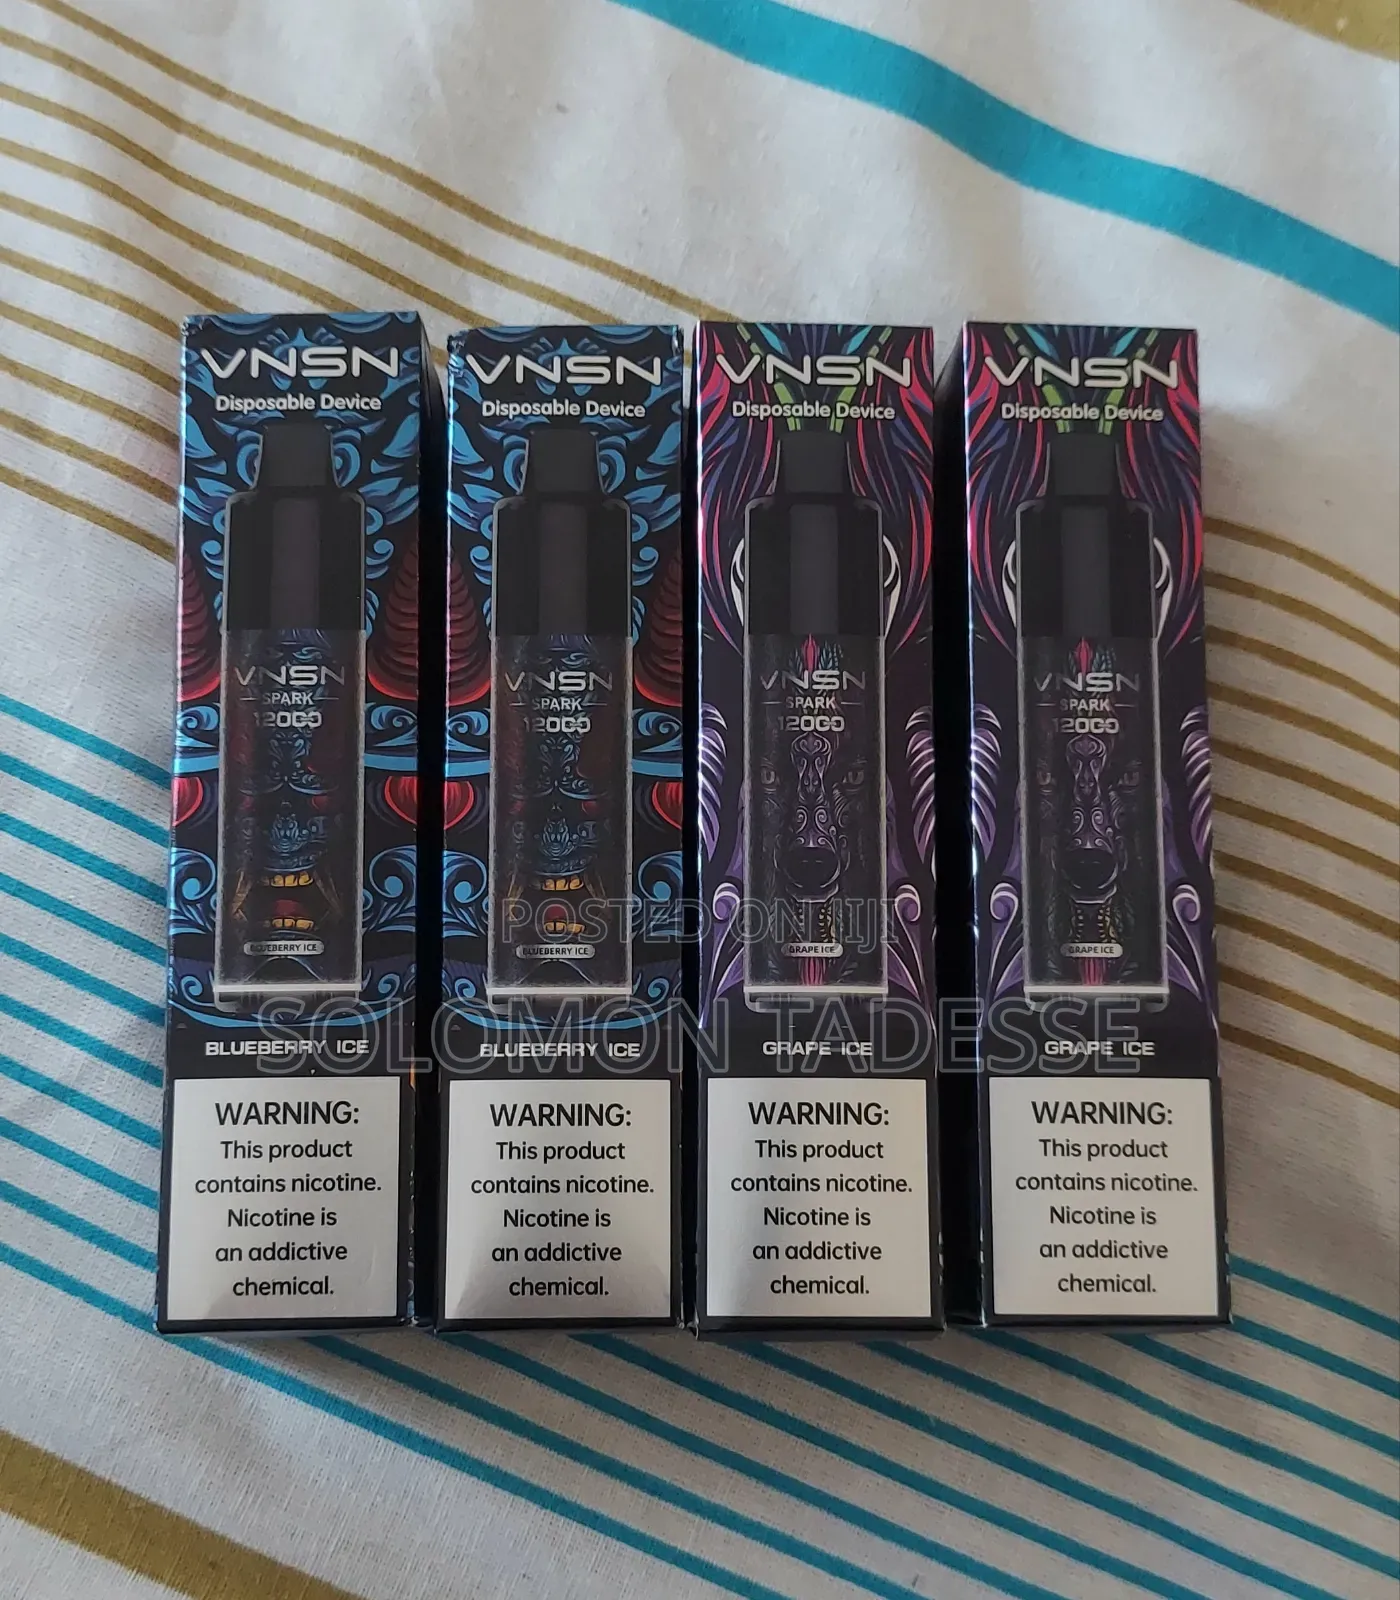 VNSN
Disposable Device
VNSN
SPARK
12000
BLUEBERRY ICE
BLUEBERRY ICE
WARNING:
This product
contains nicotine.
Nicotine is
an addictive
chemical.
VNSN
Disposable Device
VNSN
SPARK
12000
BLUEBERRY ICE
BLUEBERRY ICE
WARNING:
This product
contains nicotine.
Nicotine is
an addictive
chemical.
VNSN
Disposable Device
VNSN
SPARK
12000
GRAPE ICE
GRAPE ICE
WARNING:
This product
contains nicotine.
Nicotine is
an addictive
chemical.
VNSN
Disposable Device
VNSN
SPARK
12000
GRAPE ICE
GRAPE ICE
WARNING:
This product
contains nicotine.
Nicotine is
an addictive
chemical.
POSTED ON JIJI
SOLOMON TADESSE